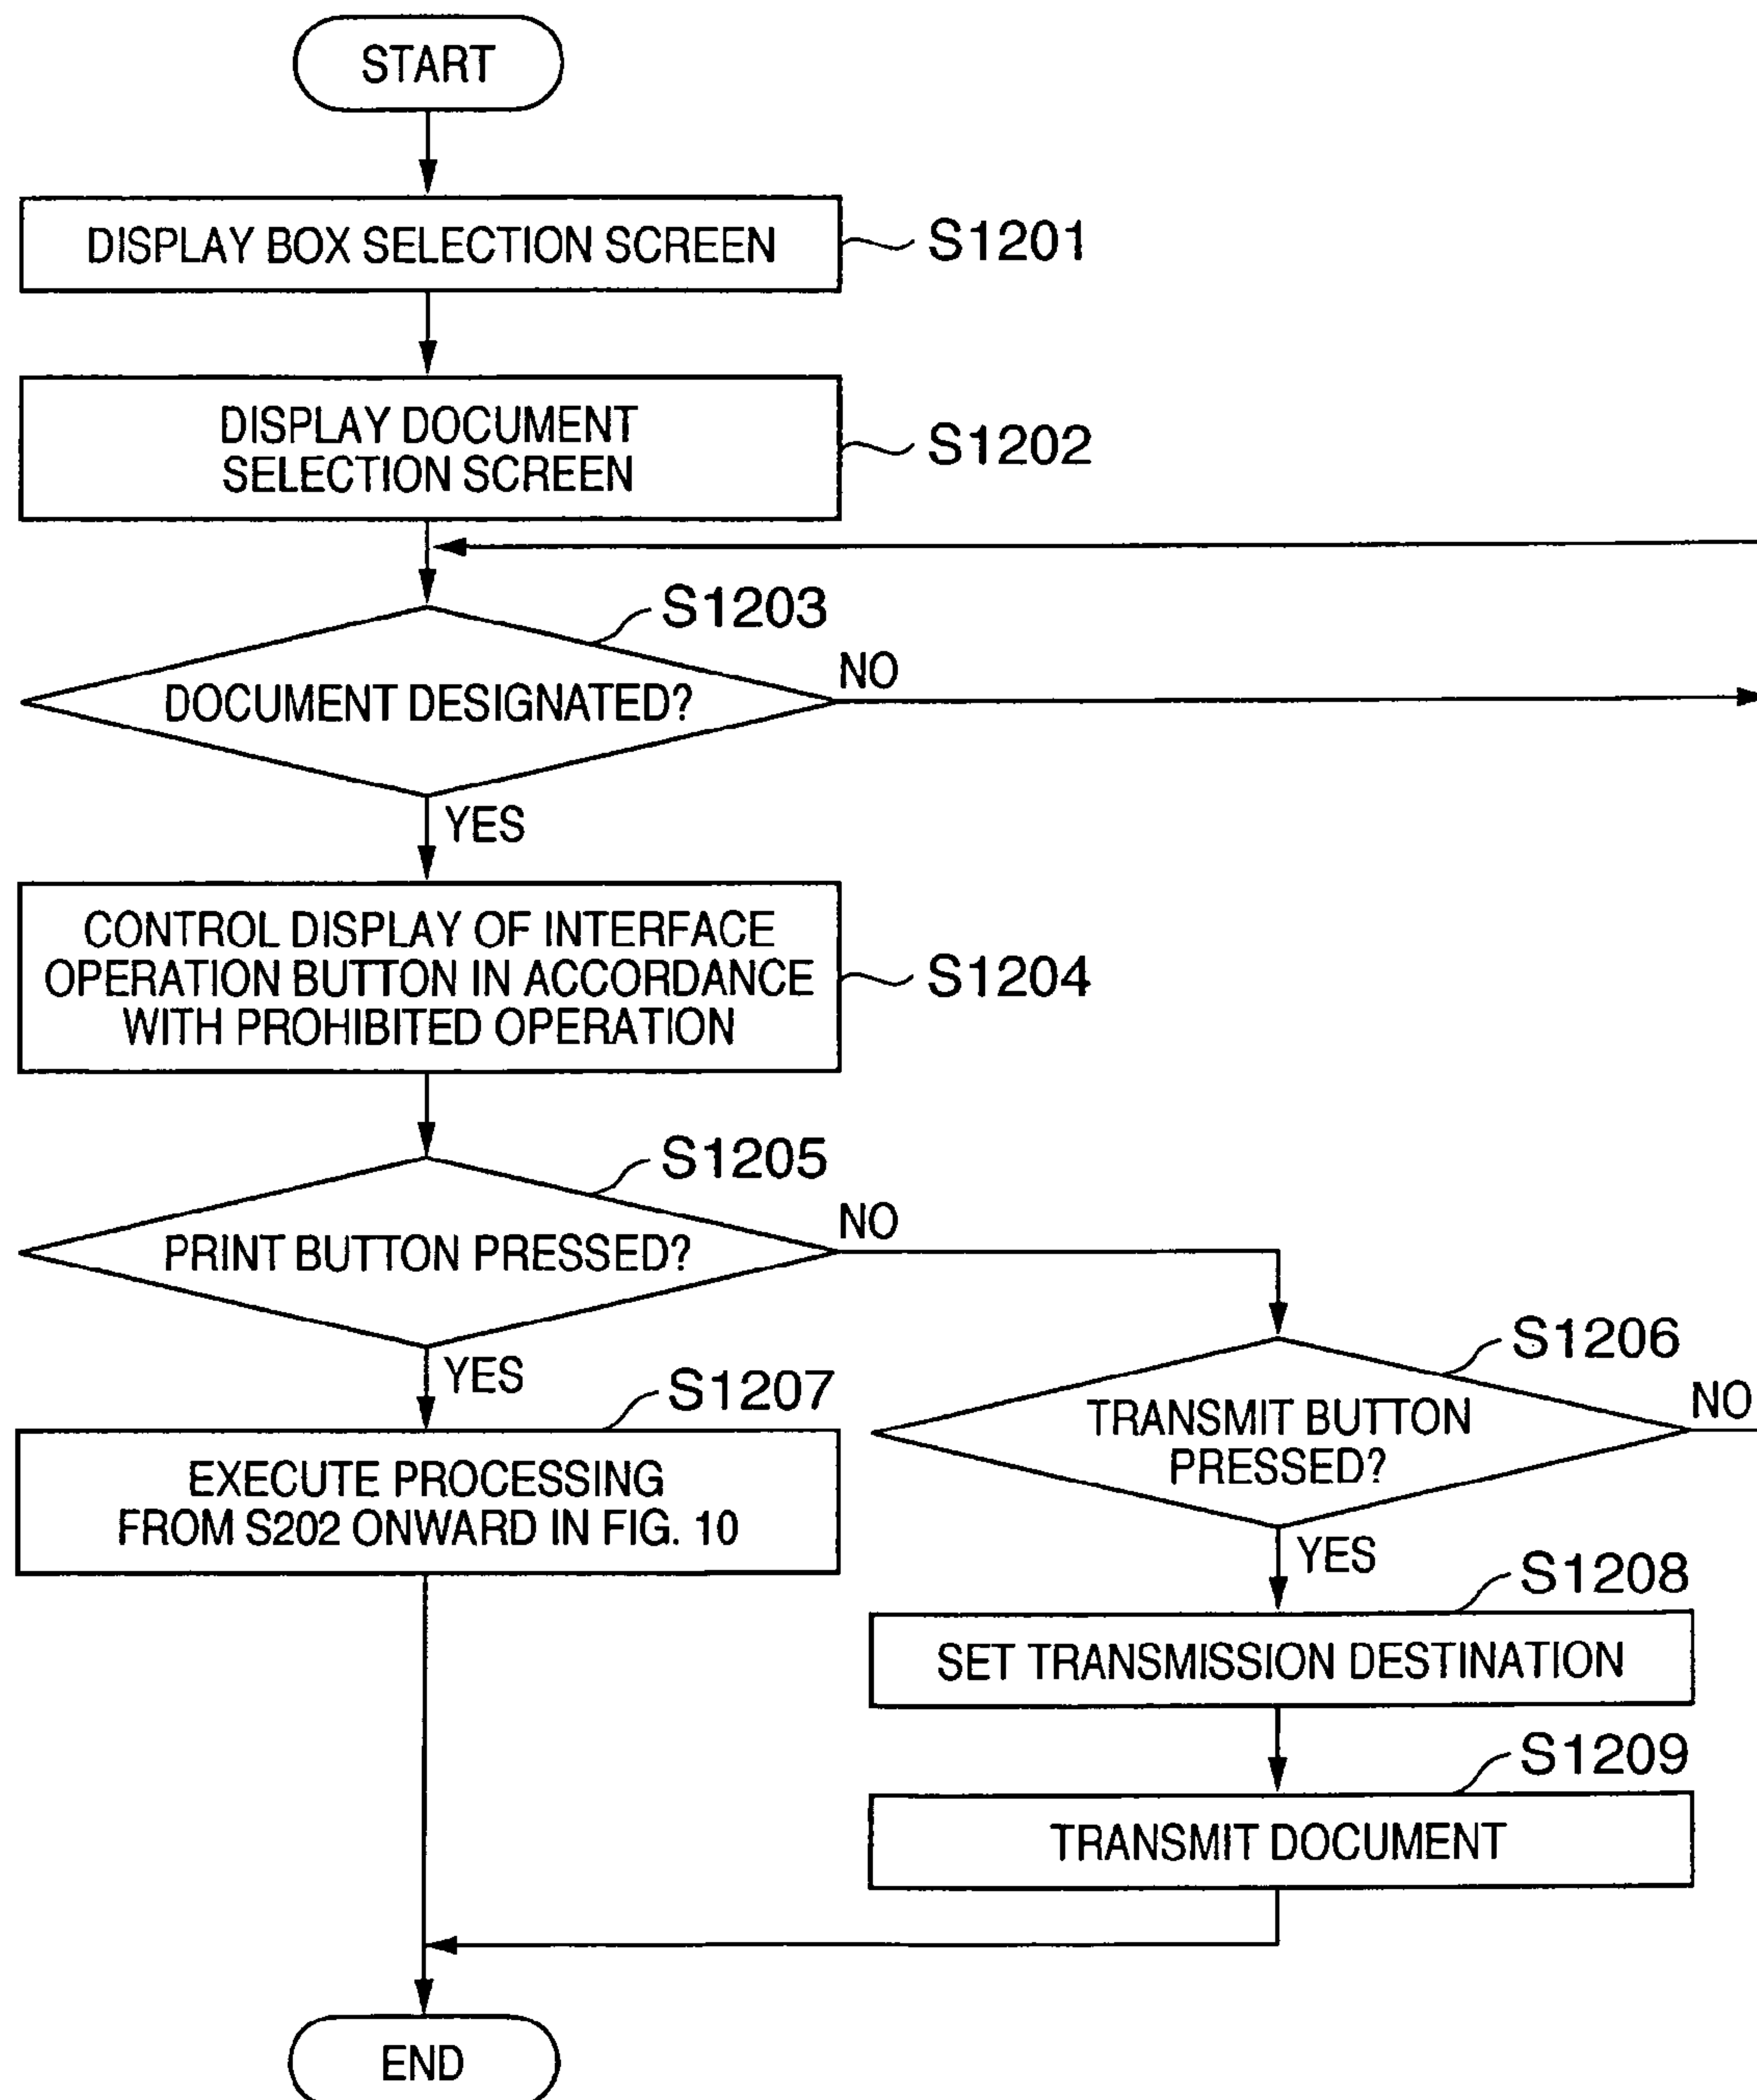 START
DISPLAY BOX SELECTION SCREEN
S1201
DISPLAY DOCUMENT
SELECTION SCREEN
S1202
S1203
DOCUMENT DESIGNATED?
NO
YES
CONTROL DISPLAY OF INTERFACE
OPERATION BUTTON IN ACCORDANCE
WITH PROHIBITED OPERATION
S1204
S1205
PRINT BUTTON PRESSED?
NO
YES
S1206
TRANSMIT BUTTON
PRESSED?
NO
YES
S1207
EXECUTE PROCESSING
FROM S202 ONWARD IN FIG. 10
S1208
SET TRANSMISSION DESTINATION
S1209
TRANSMIT DOCUMENT
END